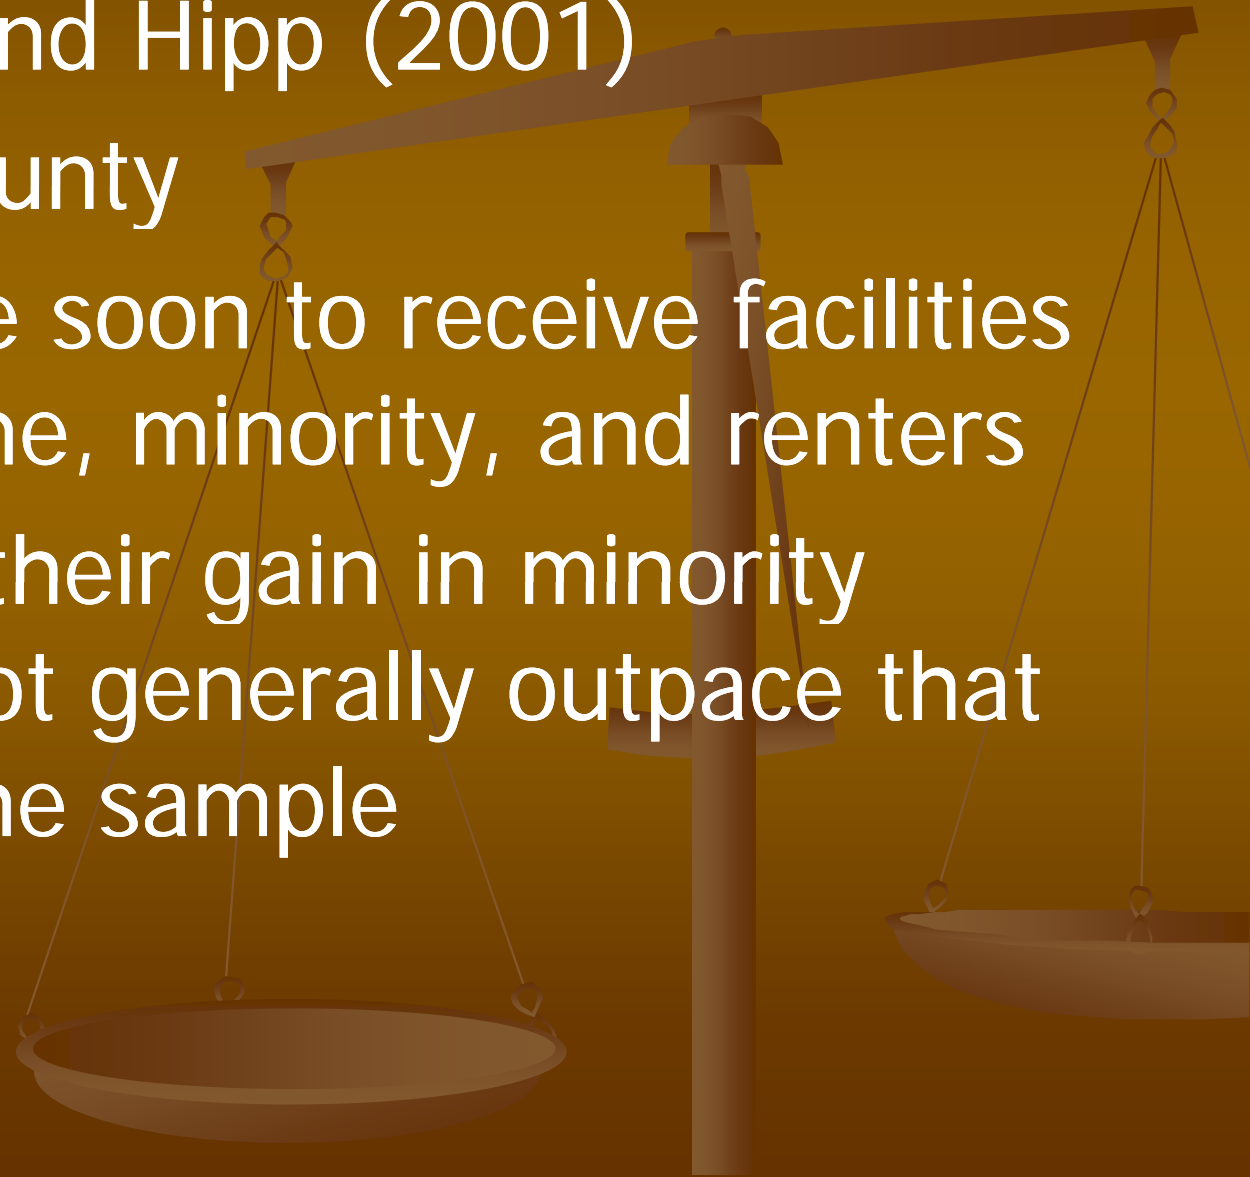 nd Hipp (2001)
unty
e soon to receive facilities
ne, minority, and renters
their gain in minority
ot generally outpace that
ne sample